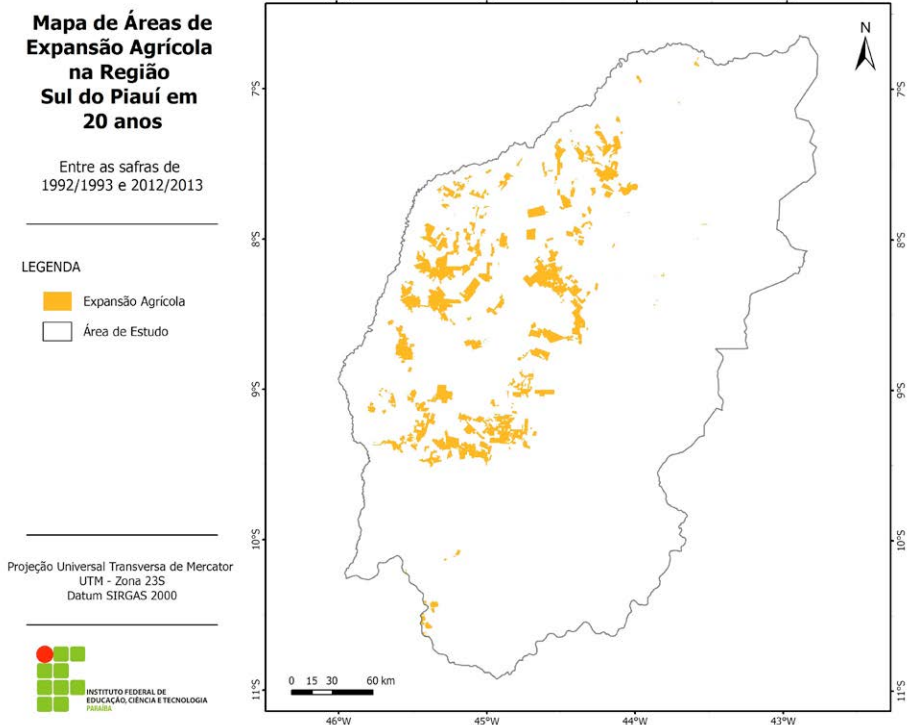 Mapa de Áreas de
Expansão Agrícola
na Região
Sul do Piauí em
20 anos
Entre as safras de
1992/1993 e 2012/2013
LEGENDA
Expansão Agrícola
Área de Estudo
Projeção Universal Transversa de Mercator
UTM - Zona 23S
Datum SIRGAS 2000
INSTITUTO FEDERAL DE
EDUCAÇÃO, CIÊNCIA E TECNOLOGIA
PARAÍBA
N
7°S
7°S
8°S
8°S
9°S
9°S
10°S
10°S
11°S
11°S
0 15 30 60 km
46°W
45°W
44°W
43°W